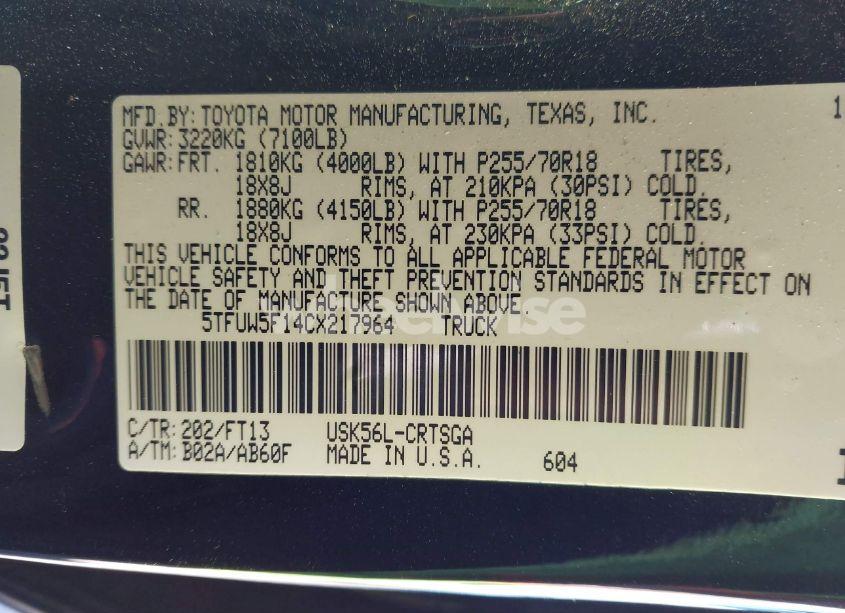 MFD.BY: TOYOTA MOTOR MANUFACTURING, TEXAS, INC. 1
GVWR: 3220KG (7100LB)
GAWR: FRT. 1810KG (4000LB) WITH P255/70R18 TIRES,
18X8J RIMS, AT 210KPA (30PSI) COLD.
RR. 1880KG (4150LB) WITH P255/70R18 TIRES,
18X8J RIMS, AT 230KPA (33PSI) COLD.
THIS VEHICLE CONFORMS TO ALL APPLICABLE FEDERAL MOTOR
VEHICLE SAFETY AND THEFT PREVENTION STANDARDS IN EFFECT ON
THE DATE OF MANUFACTURE SHOWN ABOVE.
5TFUW5F14CX217964 TRUCK
C/TR: 202/FT13 USK56L-CRTSGA
A/TM: B02A/AB60F MADE IN U.S.A. 604